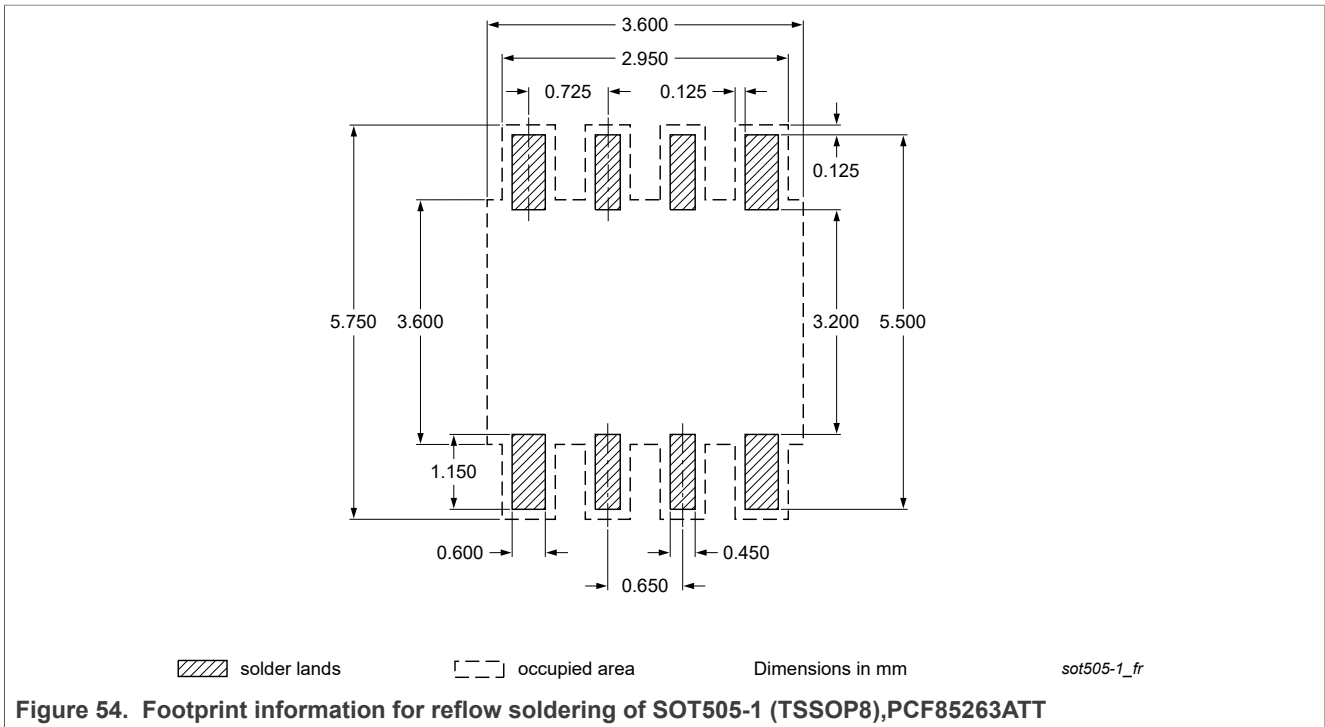 3.600
2.950
0.725
0.125
0.125
5.750
3.600
3.200
5.500
1.150
0.600
0.450
0.650
solder lands
occupied area
Dimensions in mm
sot505-1_fr
Figure 54. Footprint information for reflow soldering of SOT505-1 (TSSOP8),PCF85263ATT